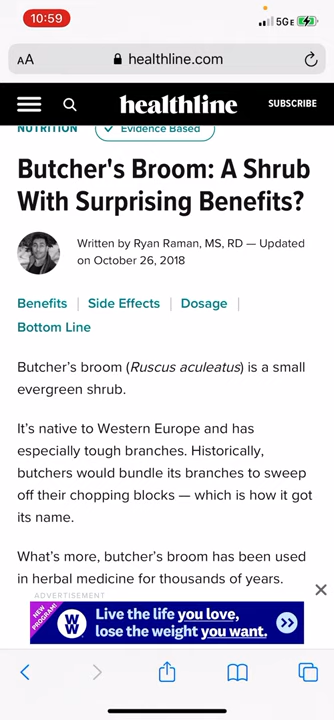 10:59
5GE
AA
healthline.com
healthline
SUBSCRIBE
NUTRITION
Evidence Based
Butcher's Broom: A Shrub
With Surprising Benefits?
Written by Ryan Raman, MS, RD — Updated
on October 26, 2018
Benefits | Side Effects | Dosage |
Bottom Line
Butcher’s broom (Ruscus aculeatus) is a small
evergreen shrub.
It’s native to Western Europe and has
especially tough branches. Historically,
butchers would bundle its branches to sweep
off their chopping blocks — which is how it got
its name.
What’s more, butcher’s broom has been used
in herbal medicine for thousands of years.
ADVERTISEMENT
NEW
PROGRAM!
WW
Live the life you love,
lose the weight you want.